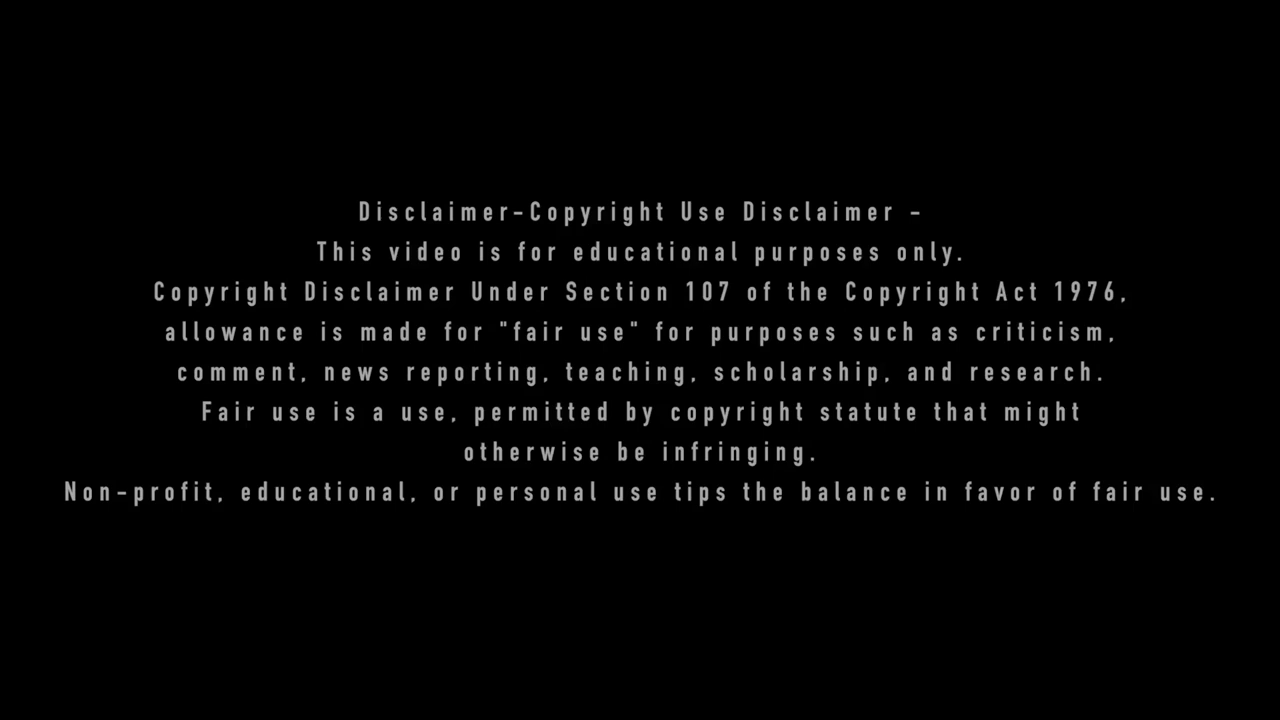 Disclaimer-Copyright Use Disclaimer -
This video is for educational purposes only.
Copyright Disclaimer Under Section 107 of the Copyright Act 1976,
allowance is made for "fair use" for purposes such as criticism,
comment, news reporting, teaching, scholarship, and research.
Fair use is a use, permitted by copyright statute that might
otherwise be infringing.
Non-profit, educational, or personal use tips the balance in favor of fair use.